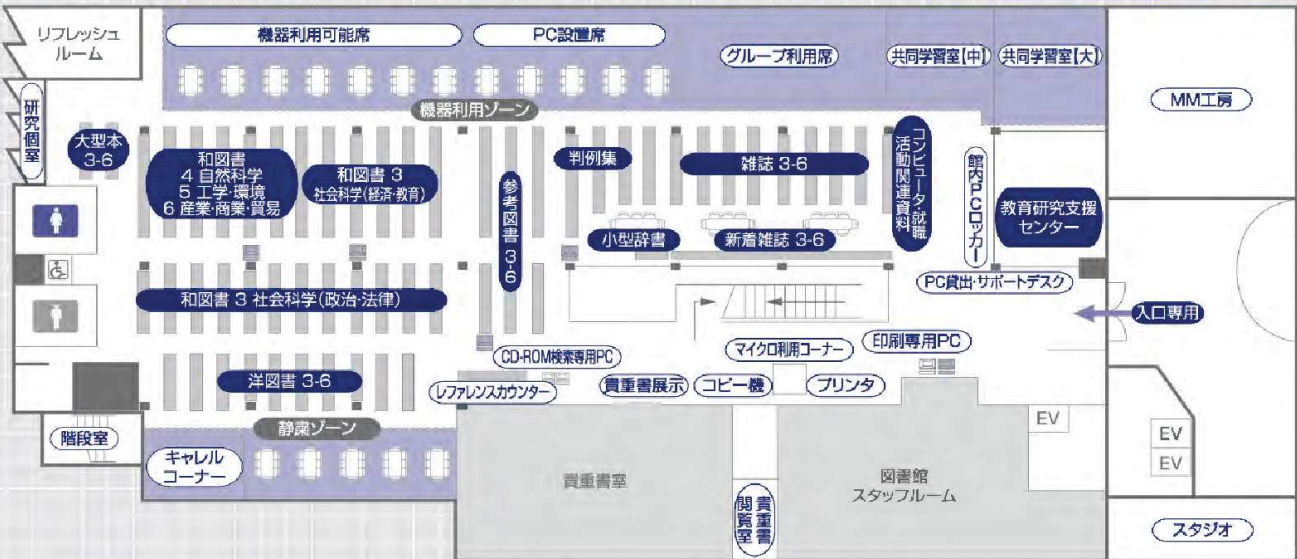 リフレッシュ
ルーム
機器利用可能席
PC設置席
グループ利用席
共同学習室【中】
共同学習室【大】
MM工房
研究個室
機器利用ゾーン
大型本
3-6
和図書
4 自然科学
5 工学・環境
6 産業・商業・貿易
和図書 3
社会科学(経済・教育)
参考図書 3-6
判例集
雑誌 3-6
コンピュータ・就職
活動関連資料
館内PCロッカー
教育研究支援
センター
小型辞書
新着雑誌 3-6
PC貸出・サポートデスク
和図書 3 社会科学(政治・法律)
入口専用
CD-ROM検索専用PC
マイクロ利用コーナー
印刷専用PC
洋図書 3-6
レファレンスカウンター
貴重書展示
コピー機
プリンタ
静粛ゾーン
階段室
キャレル
コーナー
貴重書室
貴重書
閲覧室
図書館
スタッフルーム
EV
EV
EV
スタジオ